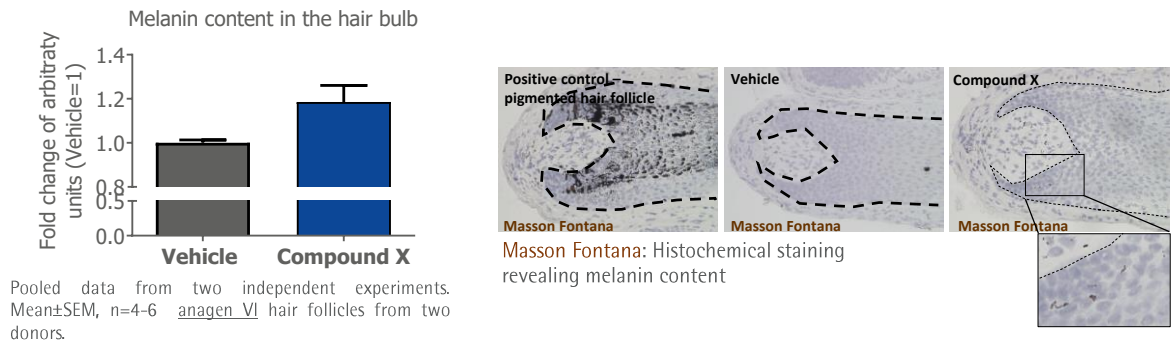 Melanin content in the hair bulb
Fold change of arbitraty
units (Vehicle=1)
1.4
1.2
1.0
0.8
0.5
0.0
Vehicle
Compound X
Pooled data from two independent experiments.
Mean±SEM, n=4-6 anagen VI hair follicles from two
donors.
Positive control –
pigmented hair follicle
Masson Fontana
Vehicle
Masson Fontana
Compound X
Masson Fontana
Masson Fontana: Histochemical staining
revealing melanin content